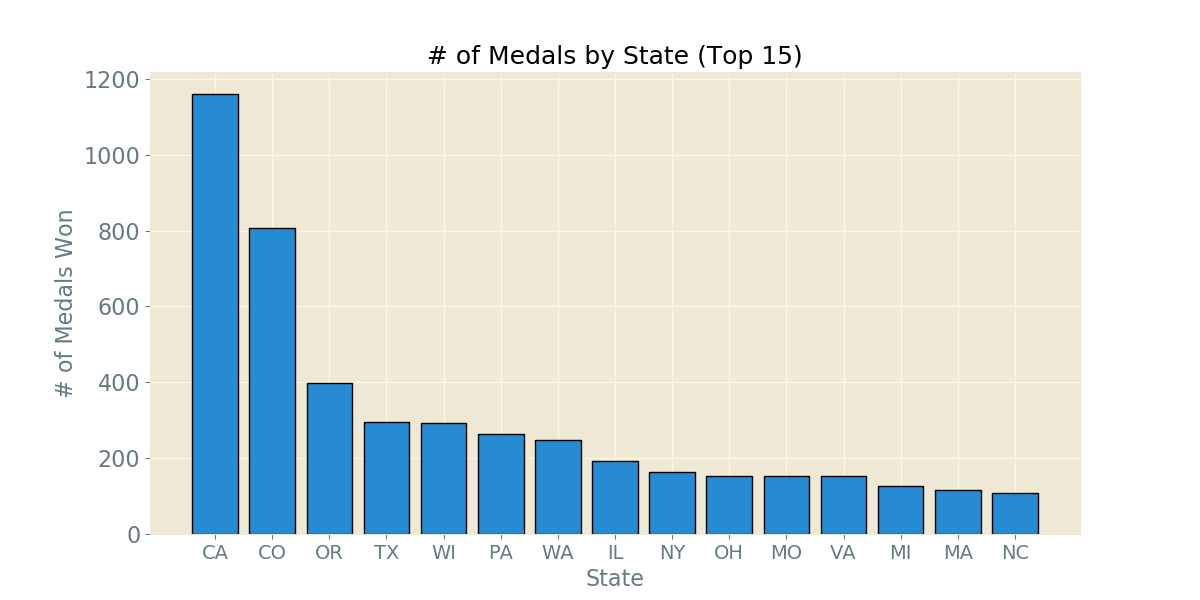 # of Medals by State (Top 15)
# of Medals Won
1200
1000
800
600
400
200
0
CA CO OR TX WI PA WA IL NY OH MO VA MI MA NC
State